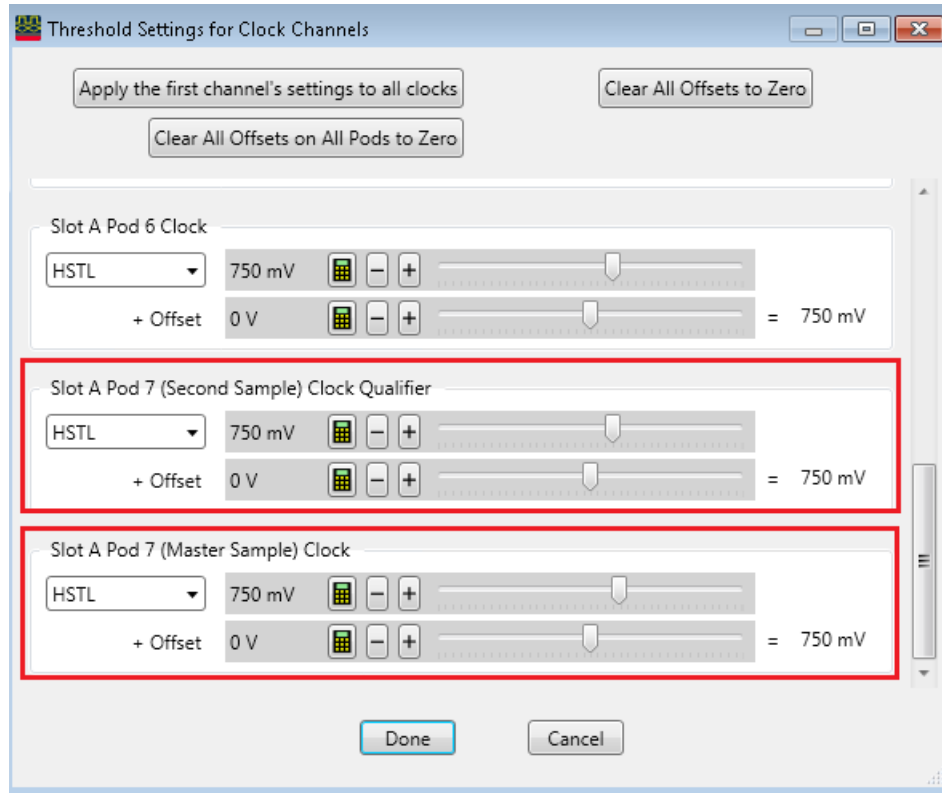 Threshold Settings for Clock Channels
Apply the first channel's settings to all clocks
Clear All Offsets to Zero
Clear All Offsets on All Pods to Zero
Slot A Pod 6 Clock
HSTL 750 mV - +
+ Offset 0 V - + = 750 mV
Slot A Pod 7 (Second Sample) Clock Qualifier
HSTL 750 mV - +
+ Offset 0 V - + = 750 mV
Slot A Pod 7 (Master Sample) Clock
HSTL 750 mV - +
+ Offset 0 V - + = 750 mV
Done Cancel